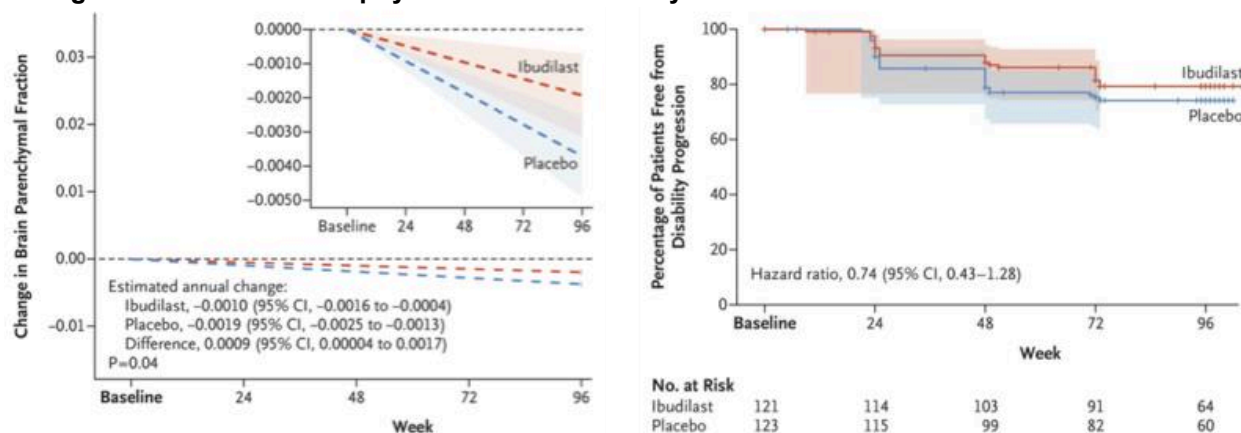 Change in Brain Parenchymal Fraction
0.03
0.02
0.01
0.00
−0.01
0.0000
−0.0010
−0.0020
−0.0030
−0.0040
−0.0050
Ibudilast
Placebo
Baseline 24 48 72 96
Estimated annual change:
Ibudilast, −0.0010 (95% CI, −0.0016 to −0.0004)
Placebo, −0.0019 (95% CI, −0.0025 to −0.0013)
Difference, 0.0009 (95% CI, 0.00004 to 0.0017)
P=0.04
Baseline 24 48 72 96
Week
Percentage of Patients Free from
Disability Progression
100
80
60
40
20
0
Ibudilast
Placebo
Hazard ratio, 0.74 (95% CI, 0.43–1.28)
Baseline 24 48 72 96
Week
No. at Risk
Ibudilast 121 114 103 91 64
Placebo 123 115 99 82 60